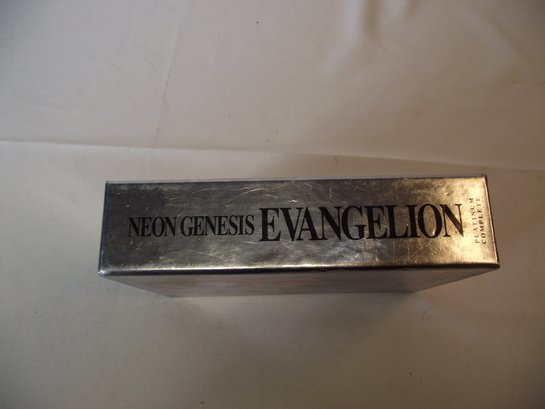 NEON GENESIS EVANGELION
PLATINUM
COMPLETE